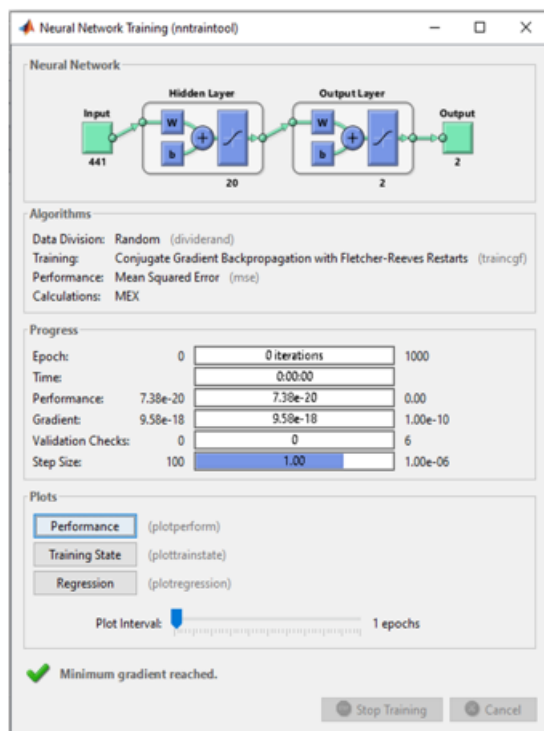 Neural Network Training (nntraintool)
Neural Network
Hidden Layer
Output Layer
Input
Output
W
b
+
W
b
+
441
20
2
2
Algorithms
Data Division: Random (dividerand)
Training: Conjugate Gradient Backpropagation with Fletcher-Reeves Restarts (traincgf)
Performance: Mean Squared Error (mse)
Calculations: MEX
Progress
Epoch: 0 0 iterations 1000
Time: 0:00:00
Performance: 7.38e-20 7.38e-20 0.00
Gradient: 9.58e-18 9.58e-18 1.00e-10
Validation Checks: 0 0 6
Step Size: 100 1.00 1.00e-06
Plots
Performance (plotperform)
Training State (plottrainstate)
Regression (plotregression)
Plot Interval: 1 epochs
Minimum gradient reached.
Stop Training Cancel